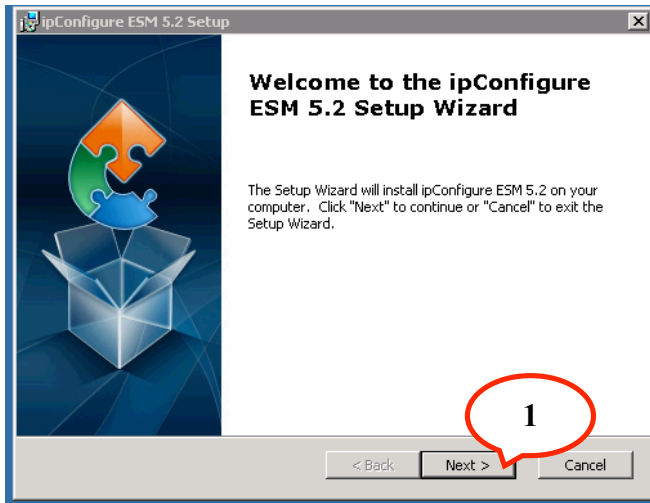 ipConfigure ESM 5.2 Setup
Welcome to the ipConfigure
ESM 5.2 Setup Wizard
The Setup Wizard will install ipConfigure ESM 5.2 on your
computer. Click "Next" to continue or "Cancel" to exit the
Setup Wizard.
1
< Back Next > Cancel